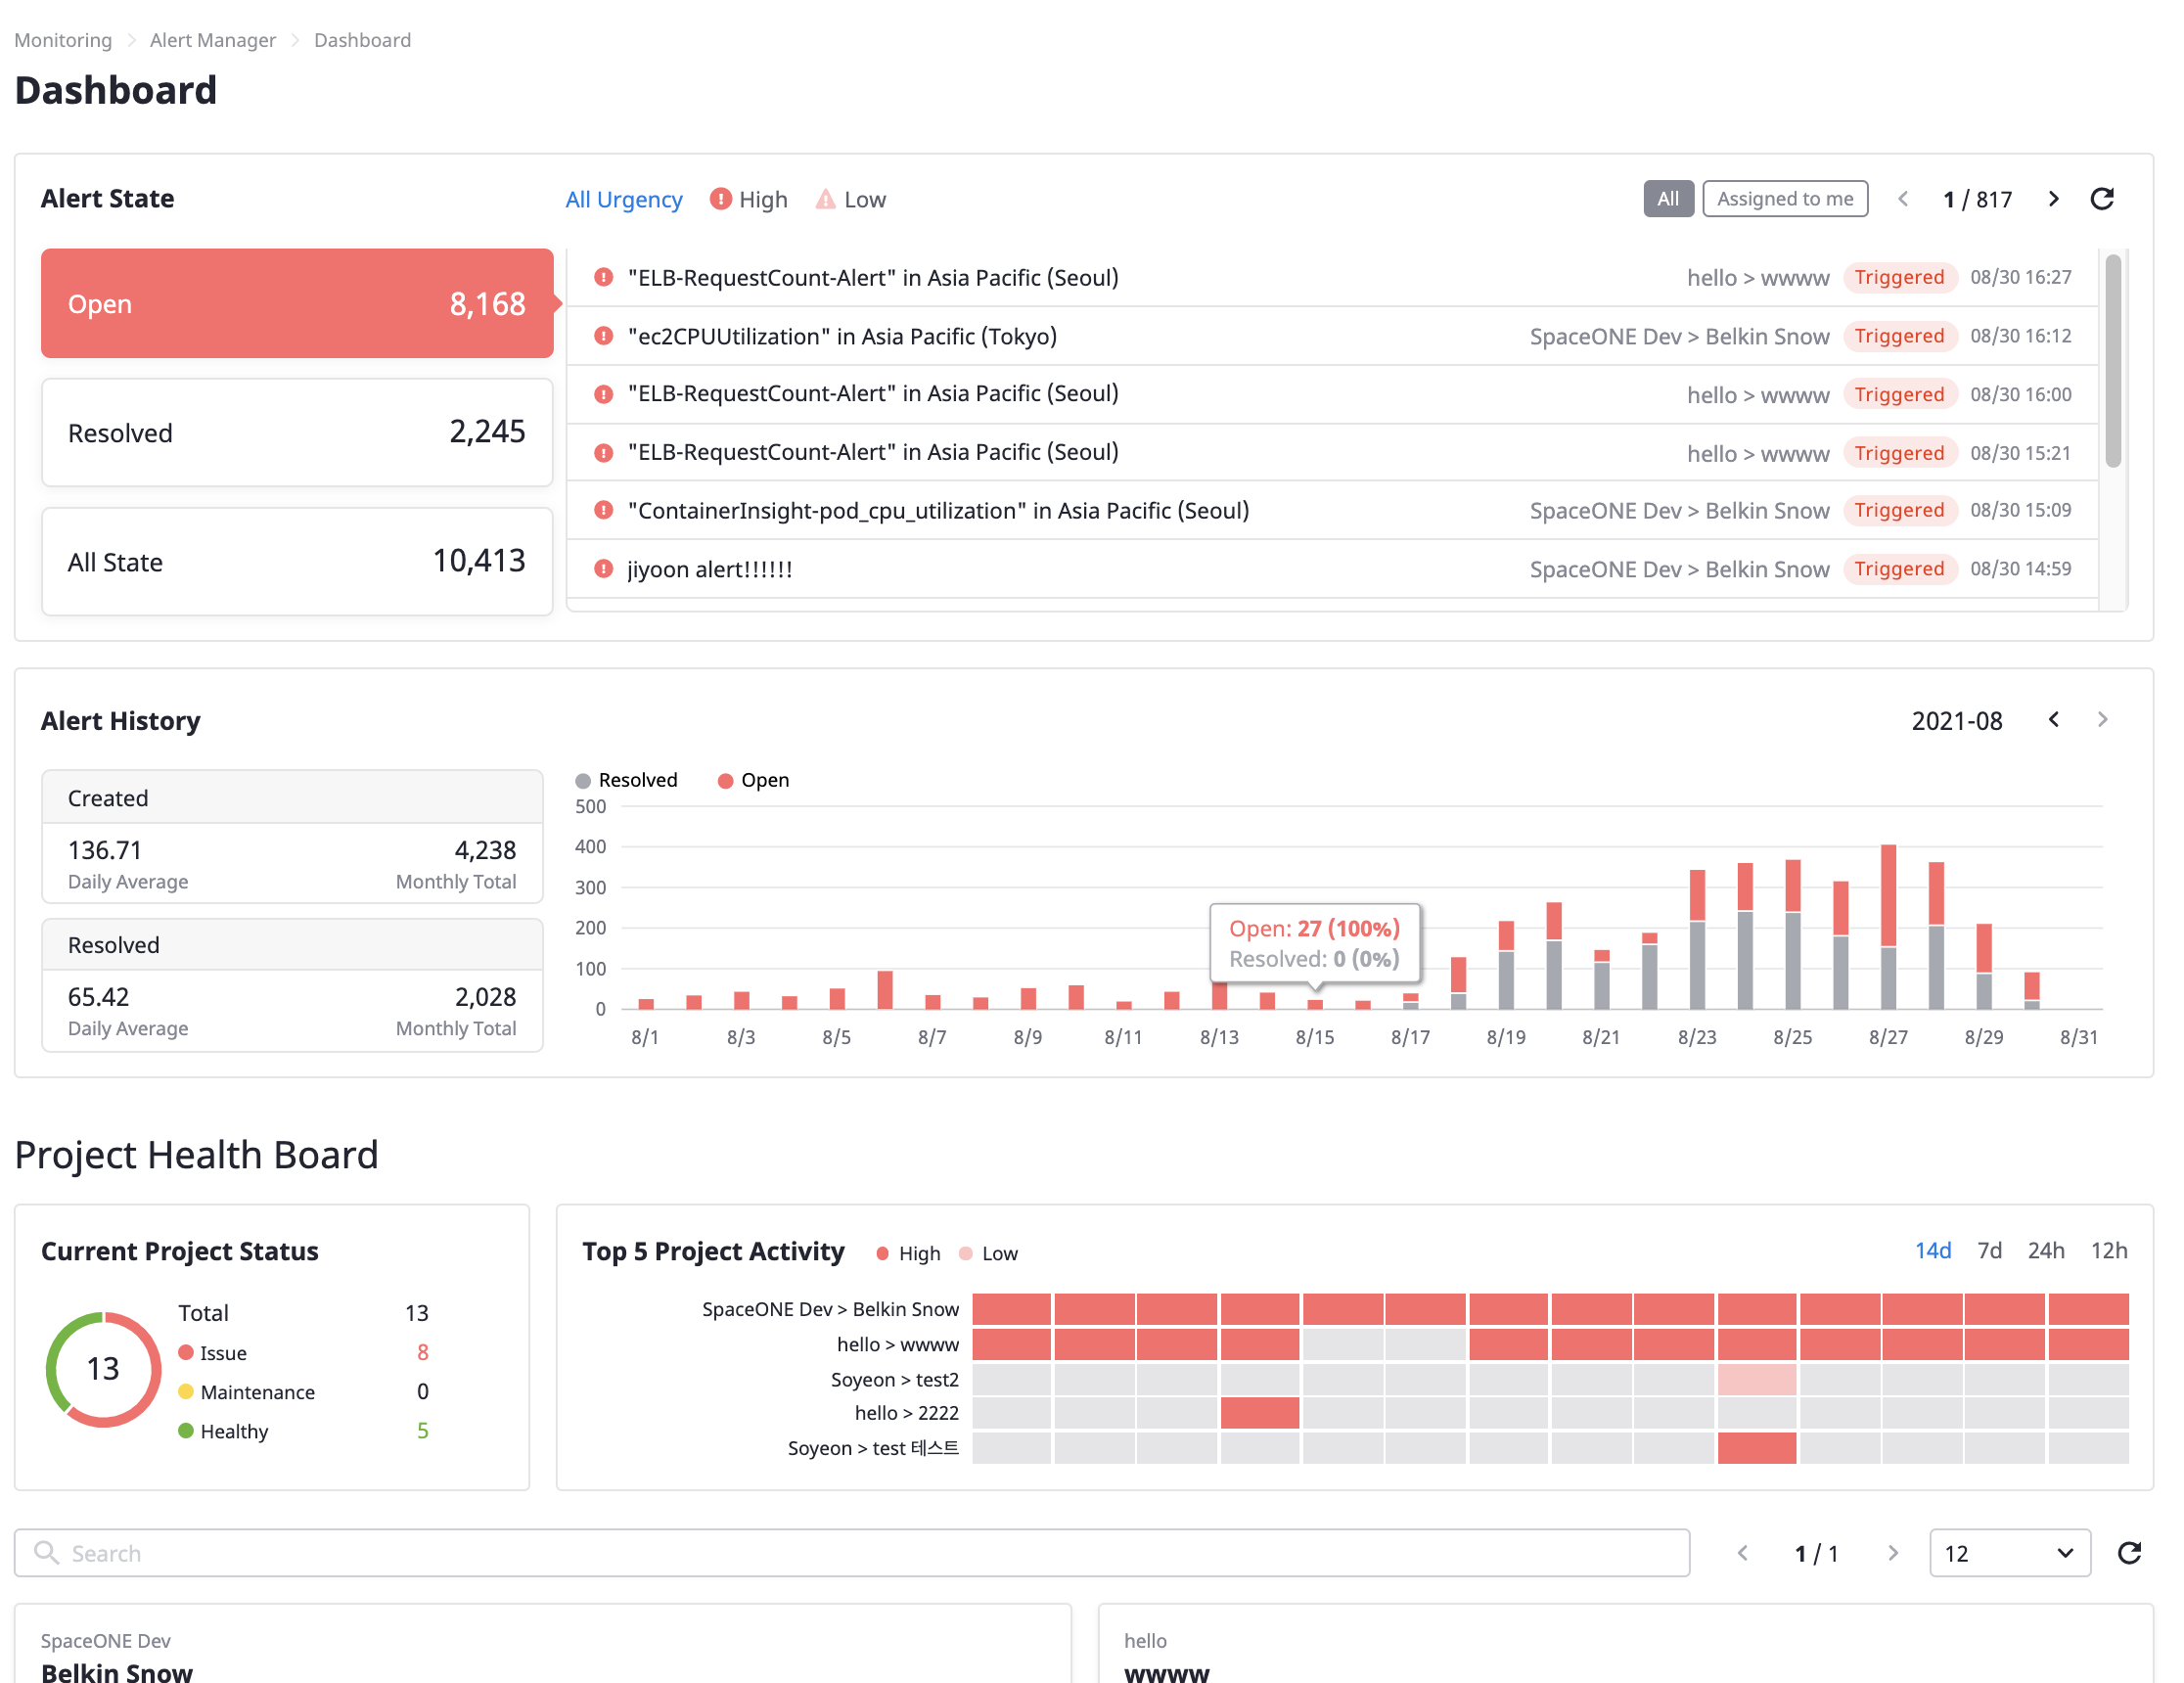 Monitoring > Alert Manager > Dashboard
Dashboard
Alert State
All Urgency High Low
All Assigned to me 1 / 817
Open 8,168
Resolved 2,245
All State 10,413
"ELB-RequestCount-Alert" in Asia Pacific (Seoul) hello > wwww Triggered 08/30 16:27
"ec2CPUUtilization" in Asia Pacific (Tokyo) SpaceONE Dev > Belkin Snow Triggered 08/30 16:12
"ELB-RequestCount-Alert" in Asia Pacific (Seoul) hello > wwww Triggered 08/30 16:00
"ELB-RequestCount-Alert" in Asia Pacific (Seoul) hello > wwww Triggered 08/30 15:21
"ContainerInsight-pod_cpu_utilization" in Asia Pacific (Seoul) SpaceONE Dev > Belkin Snow Triggered 08/30 15:09
jiyoon alert!!!!!! SpaceONE Dev > Belkin Snow Triggered 08/30 14:59
Alert History
2021-08
Created
136.71 4,238
Daily Average Monthly Total
Resolved
65.42 2,028
Daily Average Monthly Total
Resolved Open
500
400
300
200
100
0
Open: 27 (100%)
Resolved: 0 (0%)
8/1 8/3 8/5 8/7 8/9 8/11 8/13 8/15 8/17 8/19 8/21 8/23 8/25 8/27 8/29 8/31
Project Health Board
Current Project Status
13
Total 13
Issue 8
Maintenance 0
Healthy 5
Top 5 Project Activity High Low
14d 7d 24h 12h
SpaceONE Dev > Belkin Snow
hello > wwww
Soyeon > test2
hello > 2222
Soyeon > test 테스트
Search
1 / 1
12
SpaceONE Dev
Belkin Snow
hello
wwww